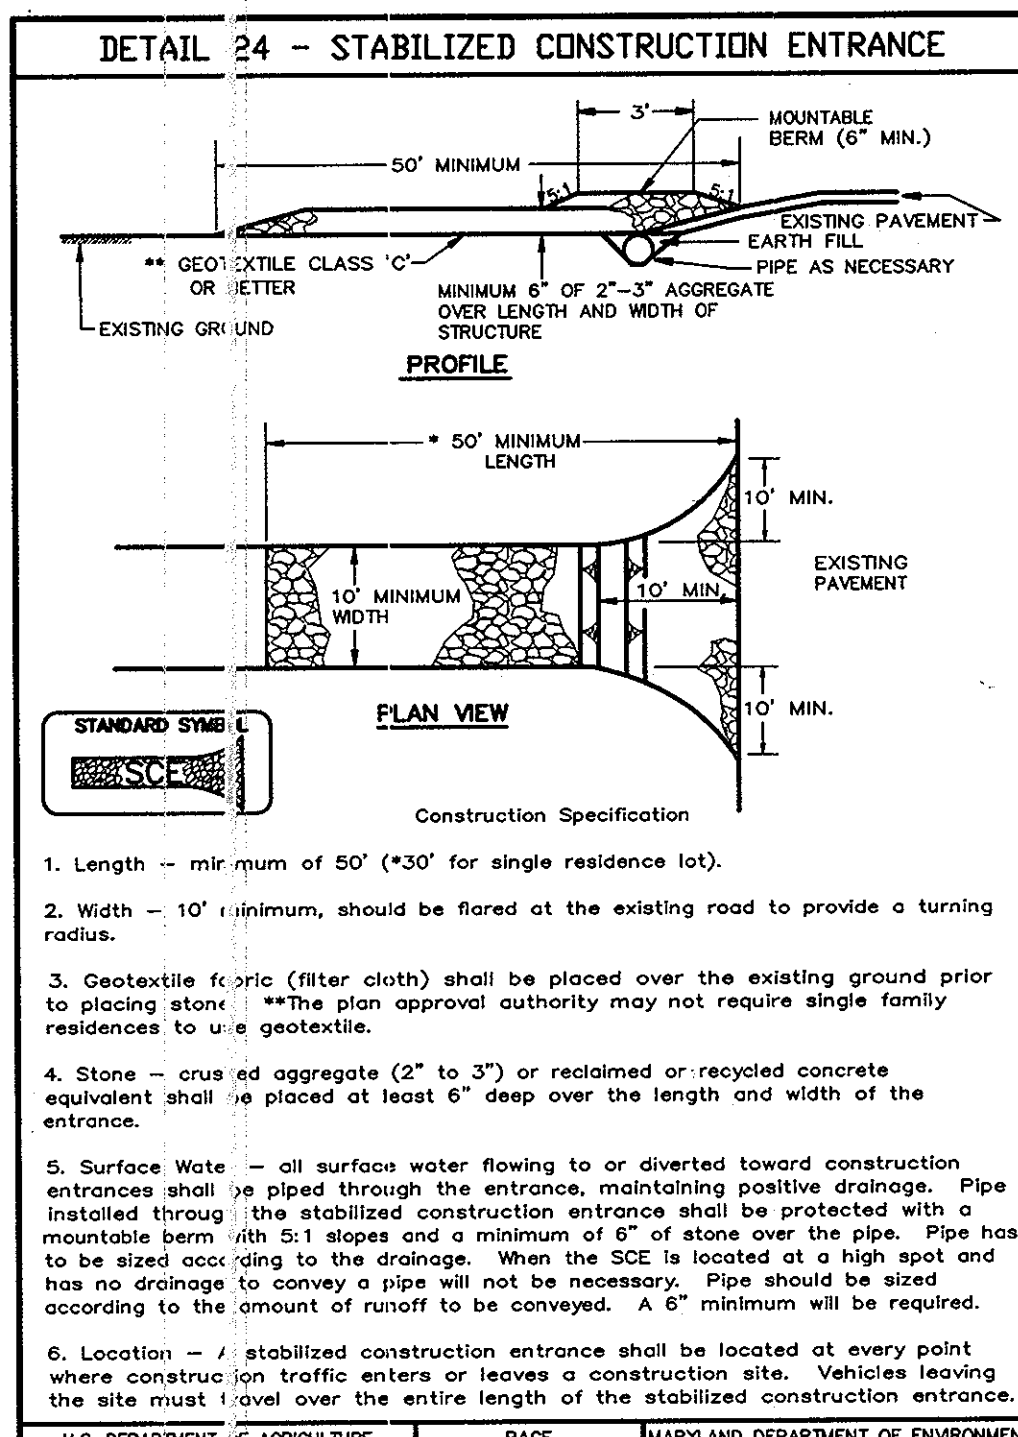 DETAIL 24 - STABILIZED CONSTRUCTION ENTRANCE
3'
MOUNTABLE
BERM (6" MIN.)
50' MINIMUM
5:1
5:1
EXISTING PAVEMENT
EARTH FILL
** GEOTEXTILE CLASS 'C'
OR BETTER
PIPE AS NECESSARY
MINIMUM 6" OF 2"-3" AGGREGATE
OVER LENGTH AND WIDTH OF
STRUCTURE
EXISTING GROUND
PROFILE
* 50' MINIMUM
LENGTH
10' MIN.
EXISTING
PAVEMENT
10' MINIMUM
WIDTH
10' MIN.
10' MIN.
PLAN VIEW
STANDARD SYMBOL
SCE
Construction Specification
1. Length - minimum of 50' (*30' for single residence lot).
2. Width - 10' minimum, should be flared at the existing road to provide a turning
radius.
3. Geotextile fabric (filter cloth) shall be placed over the existing ground prior
to placing stone. **The plan approval authority may not require single family
residences to use geotextile.
4. Stone - crushed aggregate (2" to 3") or reclaimed or recycled concrete
equivalent shall be placed at least 6" deep over the length and width of the
entrance.
5. Surface Water - all surface water flowing to or diverted toward construction
entrances shall be piped through the entrance, maintaining positive drainage. Pipe
installed through the stabilized construction entrance shall be protected with a
mountable berm with 5:1 slopes and a minimum of 6" of stone over the pipe. Pipe has
to be sized according to the drainage. When the SCE is located at a high spot and
has no drainage to convey a pipe will not be necessary. Pipe should be sized
according to the amount of runoff to be conveyed. A 6" minimum will be required.
6. Location - A stabilized construction entrance shall be located at every point
where construction traffic enters or leaves a construction site. Vehicles leaving
the site must travel over the entire length of the stabilized construction entrance.
U.S. DEPARTMENT OF AGRICULTURE
PAGE
MARYLAND DEPARTMENT OF ENVIRONMEN